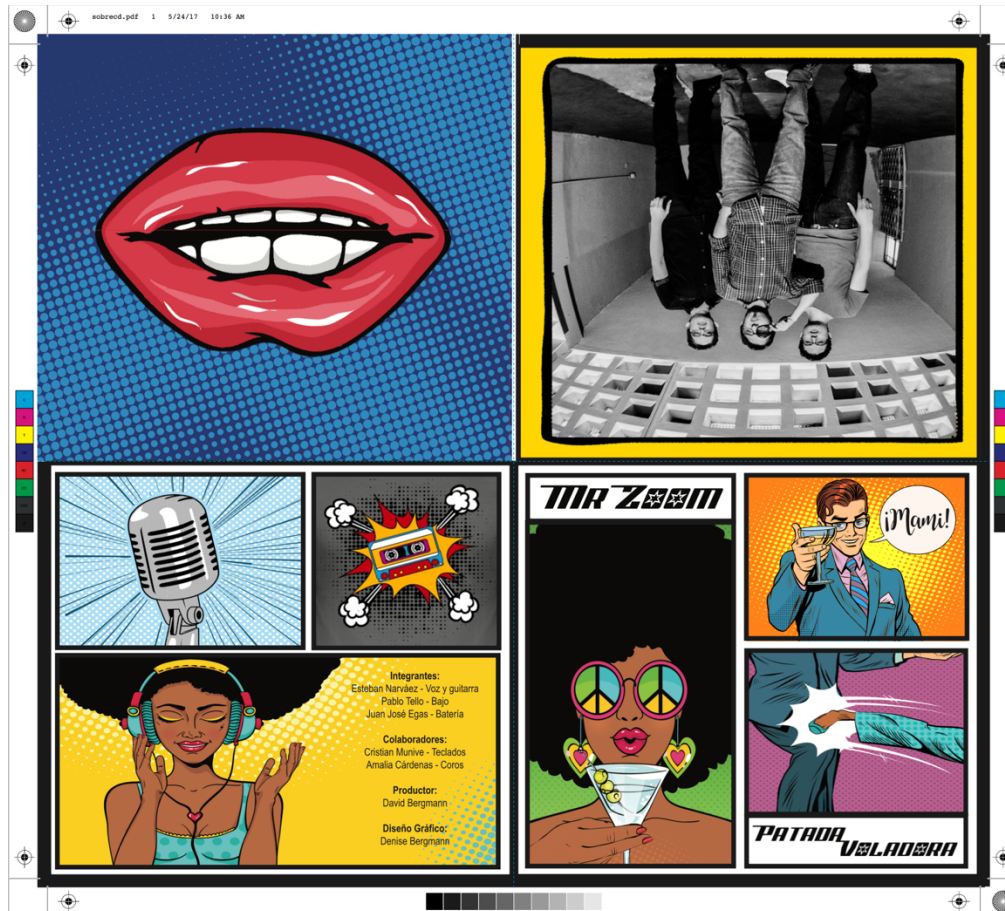 sobrecd.pdf 1 5/24/17 10:36 AM
MR ZOOM
¡Mami!
Integrantes:
Esteban Narváez - Voz y guitarra
Pablo Tello - Bajo
Juan José Egas - Batería
Colaboradores:
Cristian Munive - Teclados
Amalia Cárdenas - Coros
Productor:
David Bergmann
Diseño Gráfico:
Denise Bergmann
PATADA
VOLADORA